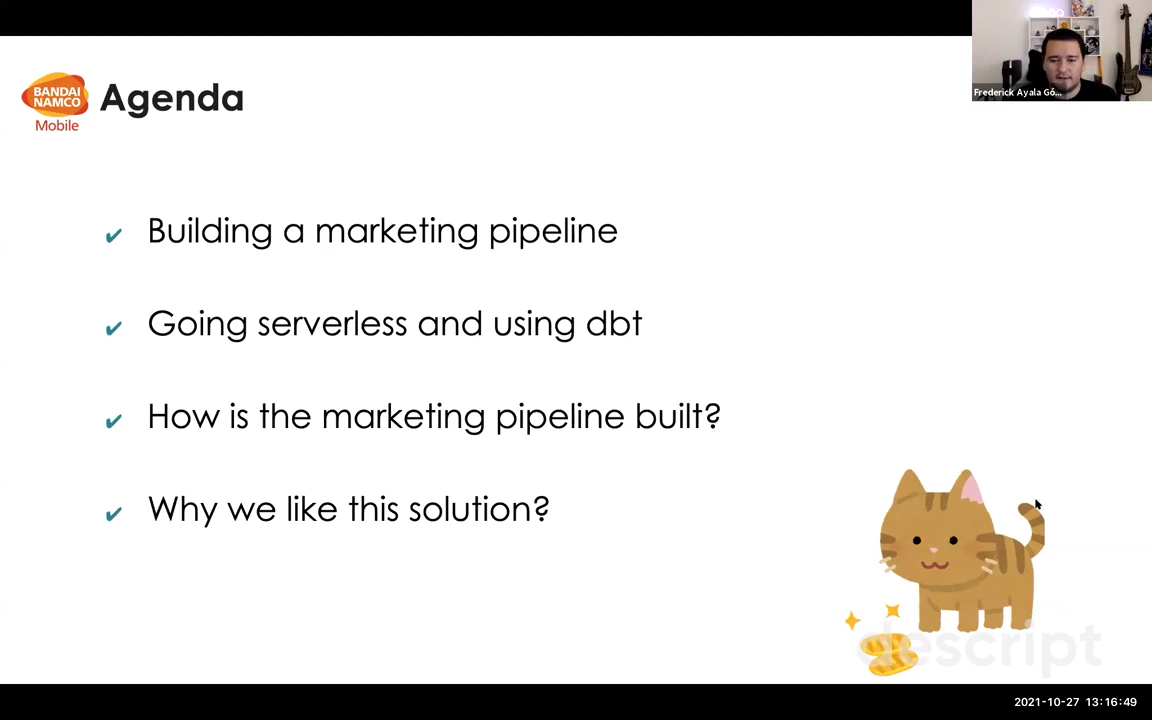 BANDAI
NAMCO
Mobile
Agenda
Frederick Ayala Gó...
✔ Building a marketing pipeline
✔ Going serverless and using dbt
✔ How is the marketing pipeline built?
✔ Why we like this solution?
descript
2021-10-27 13:16:49